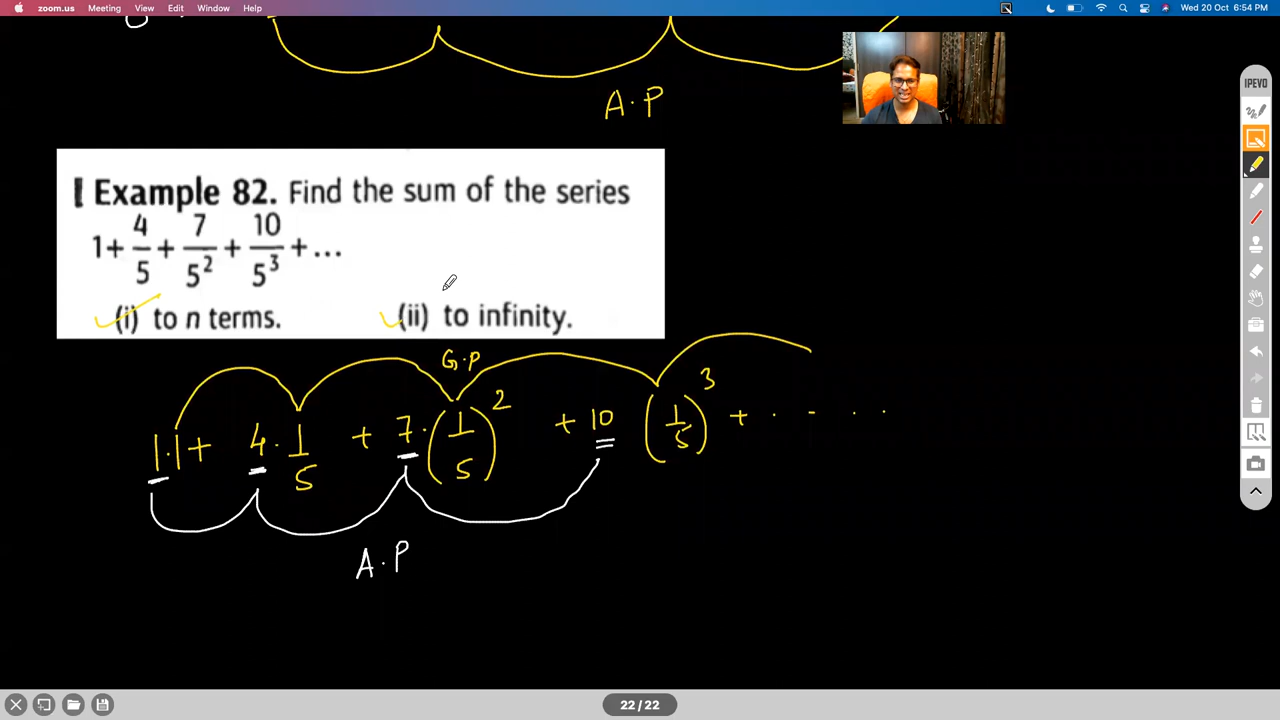 zoom.us Meeting View Edit Window Help Wed 20 Oct 6:54 PM
IPEVO
A.P
Example 82. Find the sum of the series
1+ 4/5 + 7/5² + 10/5³ + ...
(i) to n terms. (ii) to infinity.
G.P
1.1 + 4. 1/5 + 7. (1/5)² + 10 (1/5)³ + . - . .
A.P
22 / 22